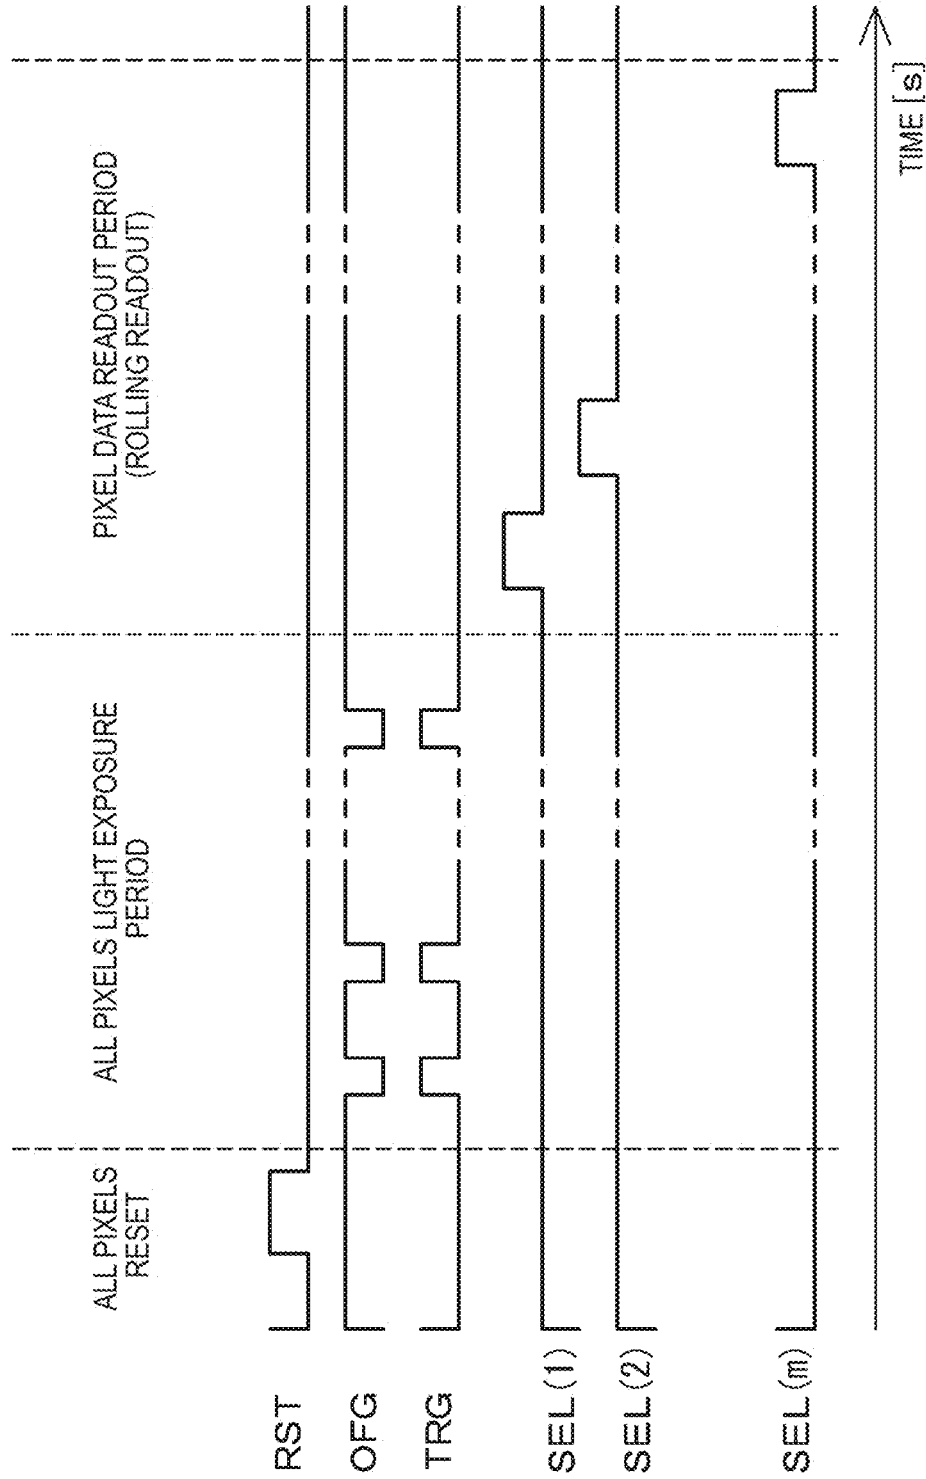 ALL PIXELS
RESET
ALL PIXELS LIGHT EXPOSURE
PERIOD
PIXEL DATA READOUT PERIOD
(ROLLING READOUT)
RST
OFG
TRG
SEL(1)
SEL(2)
SEL(m)
TIME [s]